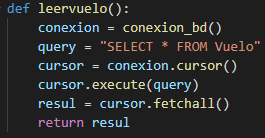 def leervuelo():
    conexion = conexion_bd()
    query = "SELECT * FROM Vuelo"
    cursor = conexion.cursor()
    cursor.execute(query)
    resul = cursor.fetchall()
    return resul